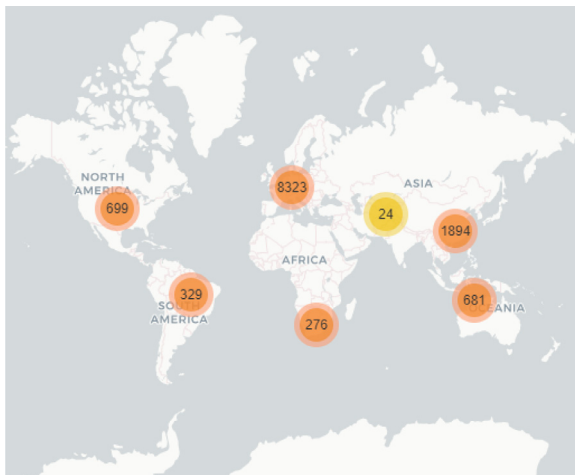 NORTH
AMERICA
699
8323
ASIA
24
1894
AFRICA
329
SOUTH
AMERICA
681
OCEANIA
276